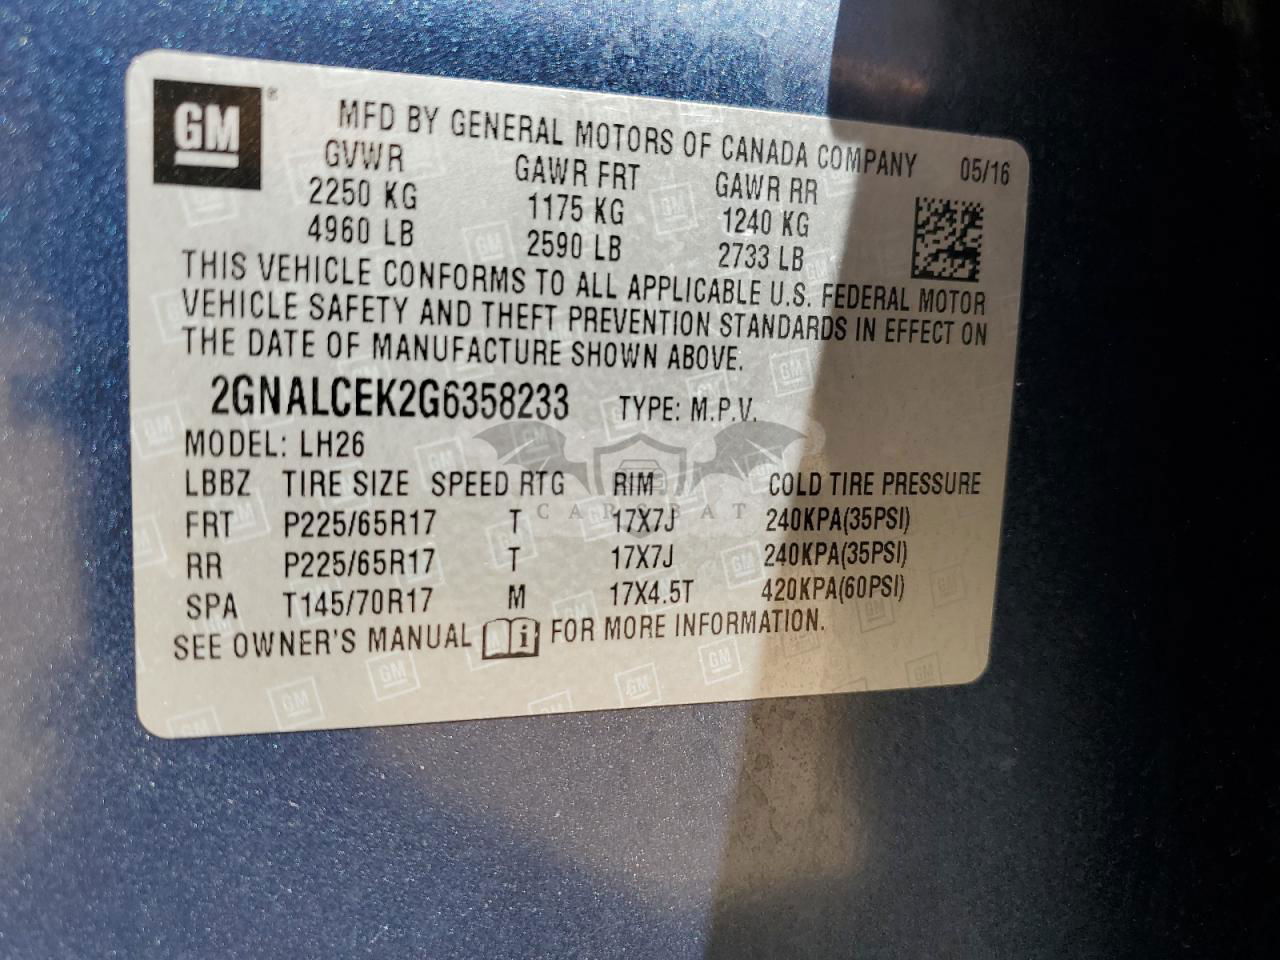 GM ® MFD BY GENERAL MOTORS OF CANADA COMPANY 05/16
GVWR GAWR FRT GAWR RR
2250 KG 1175 KG 1240 KG
4960 LB 2590 LB 2733 LB
THIS VEHICLE CONFORMS TO ALL APPLICABLE U.S. FEDERAL MOTOR
VEHICLE SAFETY AND THEFT PREVENTION STANDARDS IN EFFECT ON
THE DATE OF MANUFACTURE SHOWN ABOVE.
2GNALCEK2G6358233 TYPE: M.P.V.
MODEL: LH26
LBBZ TIRE SIZE SPEED RTG RIM COLD TIRE PRESSURE
FRT P225/65R17 T 17X7J 240KPA(35PSI)
RR P225/65R17 T 17X7J 240KPA(35PSI)
SPA T145/70R17 M 17X4.5T 420KPA(60PSI)
SEE OWNER'S MANUAL i FOR MORE INFORMATION.